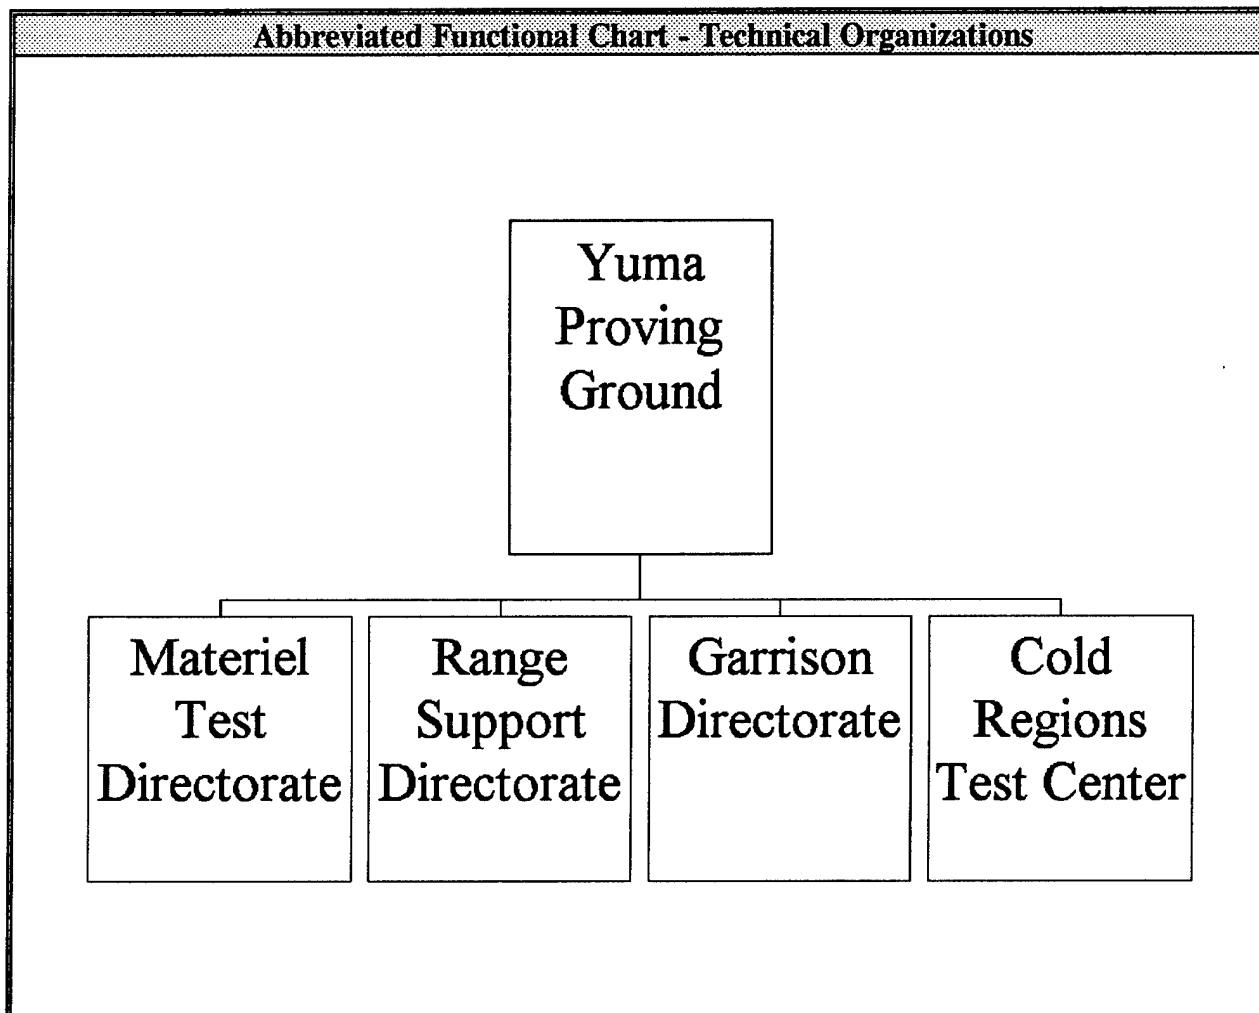 Abbreviated Functional Chart - Technical Organizations
Yuma
Proving
Ground
Materiel
Test
Directorate
Range
Support
Directorate
Garrison
Directorate
Cold
Regions
Test Center